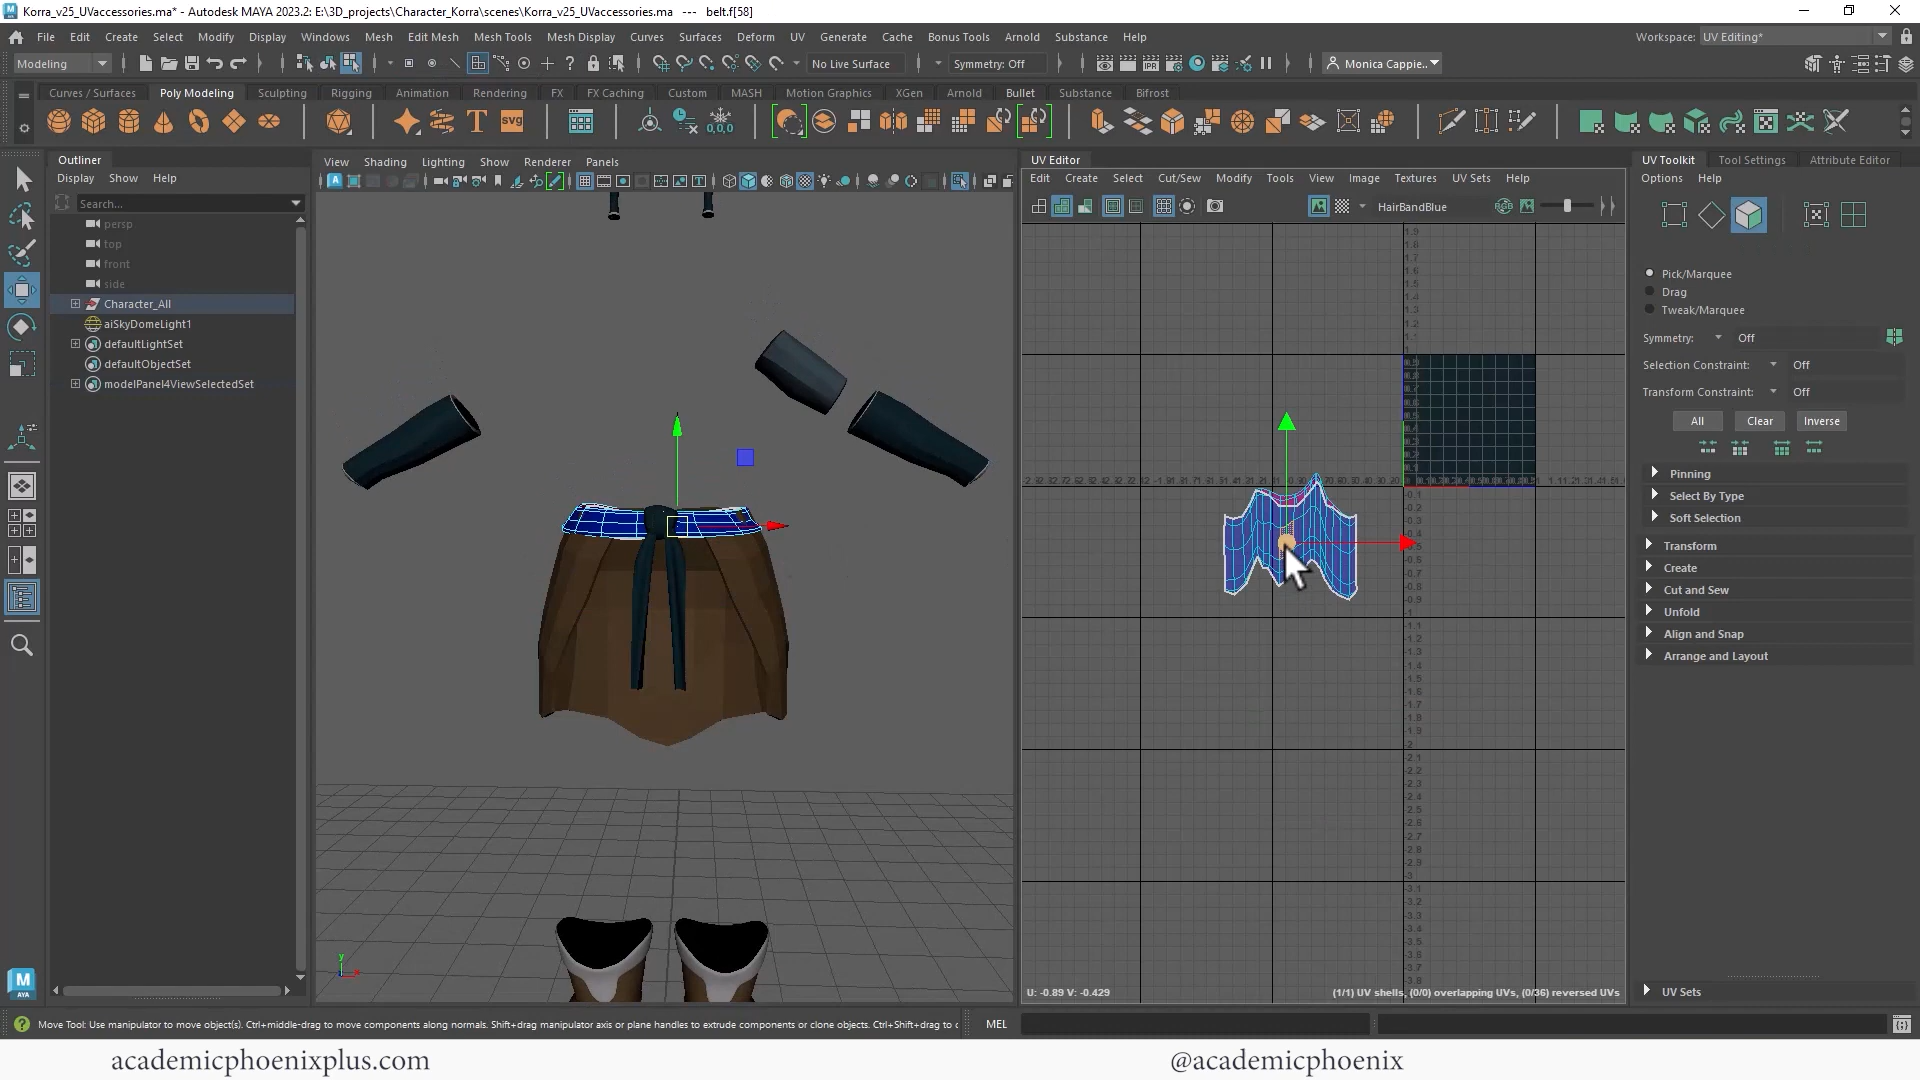 Korra_v25_UVaccessories.ma* - Autodesk MAYA 2023.2: E:\3D_projects\Character_Korra\scenes\Korra_v25_UVaccessories.ma --- belt.f[58]
File Edit Create Select Modify Display Windows Mesh Edit Mesh Mesh Tools Mesh Display Curves Surfaces Deform UV Generate Cache Bonus Tools Arnold Substance Help
Workspace: UV Editing*
Modeling No Live Surface Symmetry: Off Monica Cappie...
Curves / Surfaces Poly Modeling Sculpting Rigging Animation Rendering FX FX Caching Custom MASH Motion Graphics XGen Arnold Bullet Substance Bifrost
Outliner
Display Show Help
Search...
persp
top
front
side
Character_All
aiSkyDomeLight1
defaultLightSet
defaultObjectSet
modelPanel4ViewSelectedSet
View Shading Lighting Show Renderer Panels
UV Editor
Edit Create Select Cut/Sew Modify Tools View Image Textures UV Sets Help
HairBandBlue
UV Toolkit Tool Settings Attribute Editor
Options Help
Pick/Marquee
Drag
Tweak/Marquee
Symmetry: Off
Selection Constraint: Off
Transform Constraint: Off
All Clear Inverse
Pinning
Select By Type
Soft Selection
Transform
Create
Cut and Sew
Unfold
Align and Snap
Arrange and Layout
UV Sets
U: -0.89 V: -0.429
(1/1) UV shells, (0/0) overlapping UVs, (0/36) reversed UVs
Move Tool: Use manipulator to move object(s). Ctrl+middle-drag to move components along normals. Shift+drag manipulator axis or plane handles to extrude components or clone objects. Ctrl+Shift+drag to c
MEL
academicphoenixplus.com
@academicphoenix